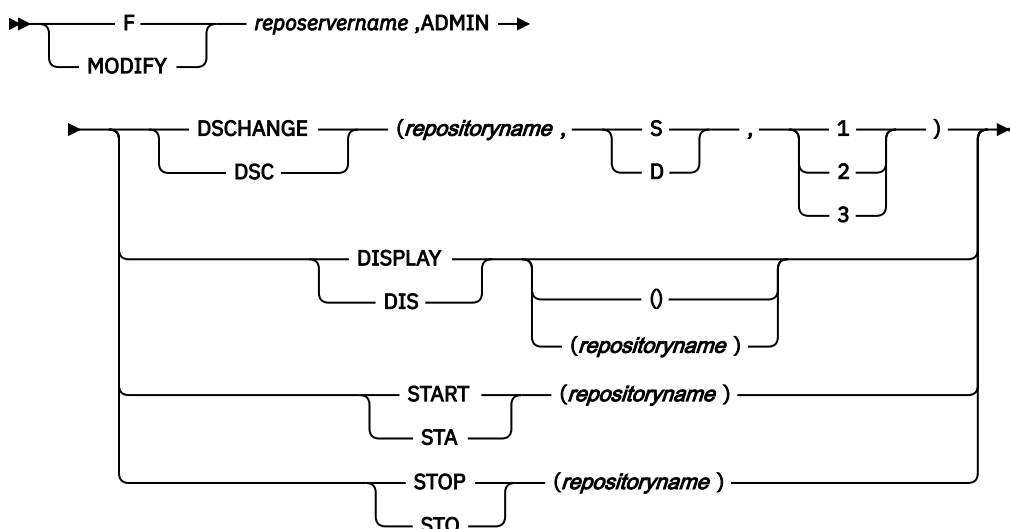 F reposervername ,ADMIN
MODIFY
DSCHANGE (repositoryname , S , 1 )
DSC D 2
3
DISPLAY
DIS ()
(repositoryname )
START (repositoryname )
STA
STOP (repositoryname )
STO